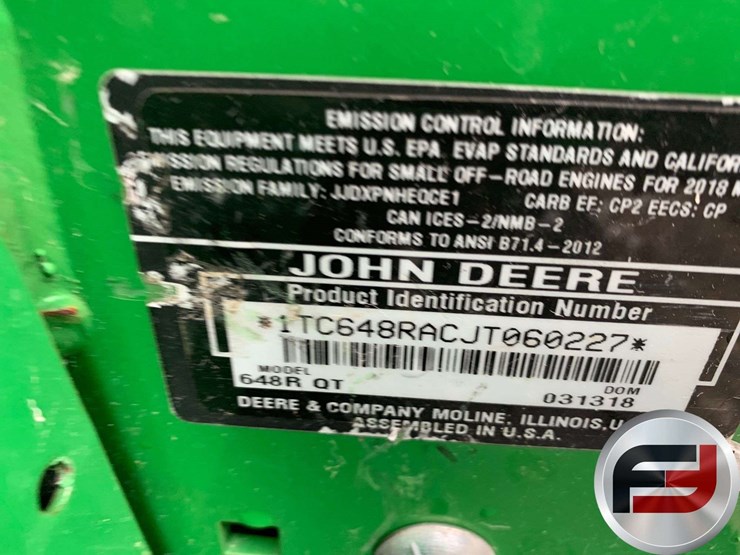 EMISSION CONTROL INFORMATION:
THIS EQUIPMENT MEETS U.S. EPA EVAP STANDARDS AND CALIFOR
SSION REGULATIONS FOR SMALL OFF-ROAD ENGINES FOR 2018 M
EMISSION FAMILY: JJDXPNHEQCE1 CARB EF: CP2 EECS: CP
CAN ICES-2/NMB-2
CONFORMS TO ANSI B71.4-2012
JOHN DEERE
Product Identification Number
*1TC648RACJT060227*
MODEL DOM
648R QT 031318
DEERE & COMPANY MOLINE, ILLINOIS, U
ASSEMBLED IN U.S.A.